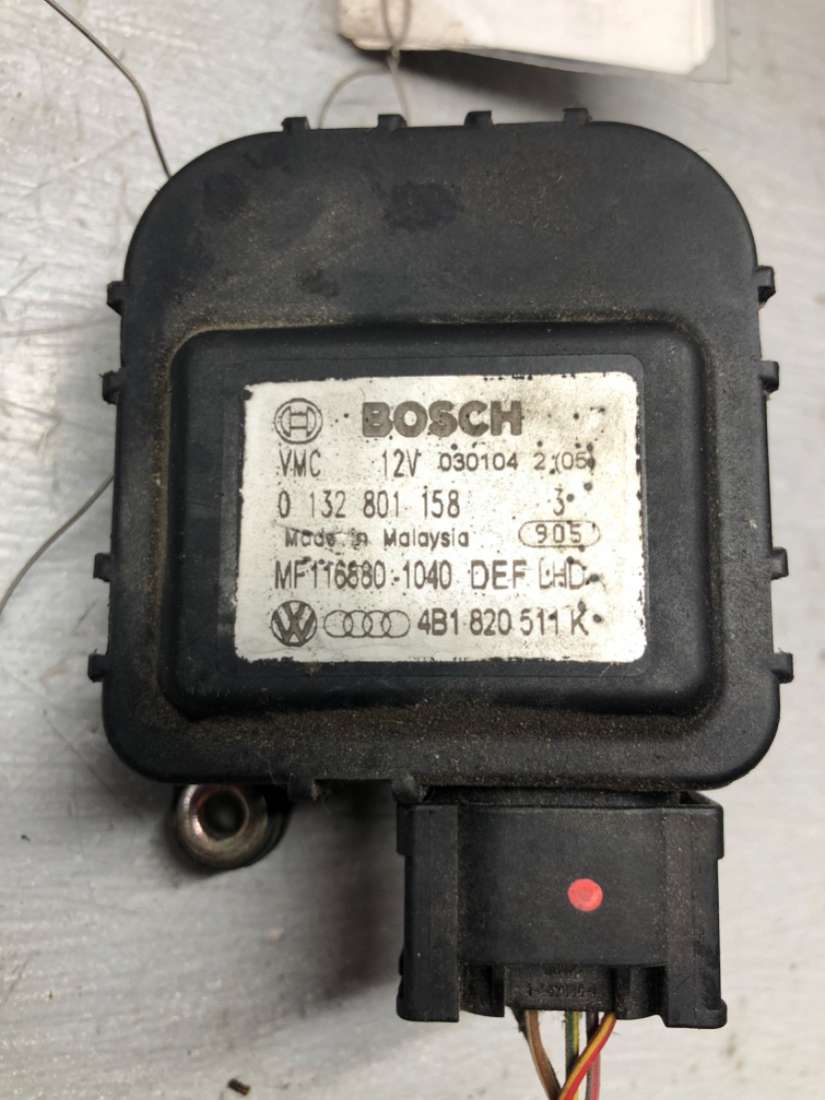 BOSCH
VMC 12V 030104 2(05)
0 132 801 158 3
Made in Malaysia 905
MF116880-1040 DEF LHD
4B1 820 511 K